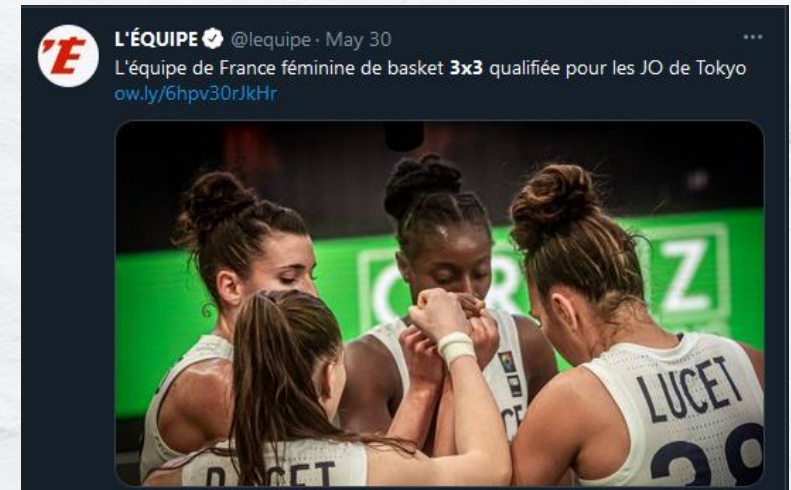 'É
L'ÉQUIPE @lequipe · May 30
L'équipe de France féminine de basket 3x3 qualifiée pour les JO de Tokyo
ow.ly/6hpv30rJkHr
LUCET